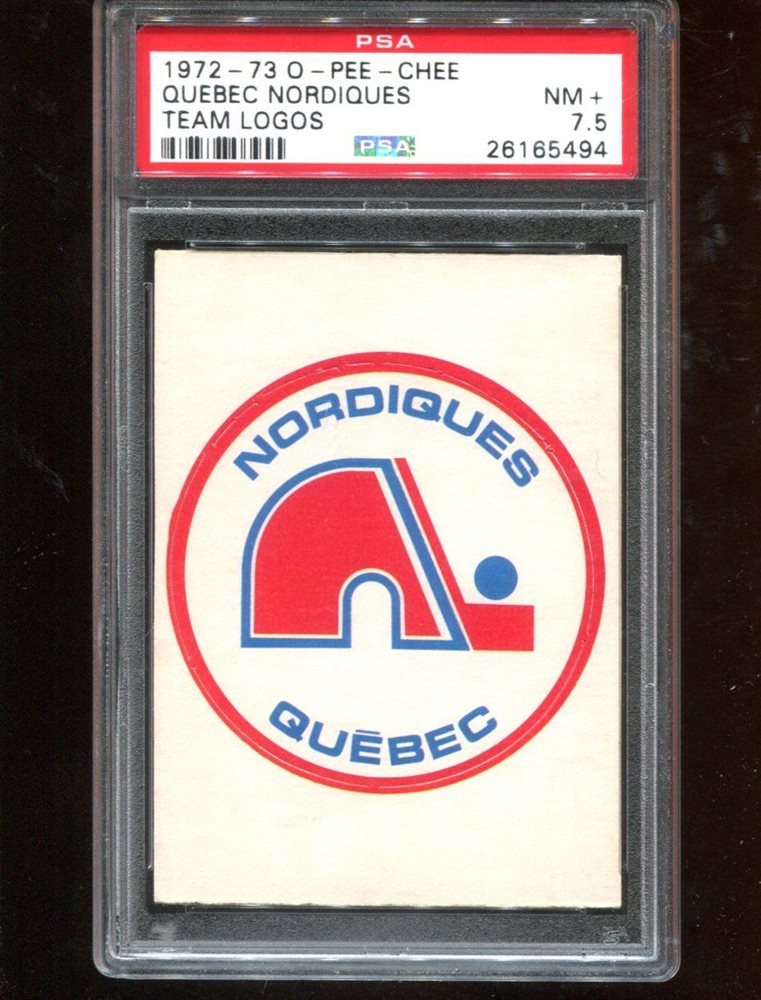 PSA
1972-73 O-PEE-CHEE
QUEBEC NORDIQUES NM+
TEAM LOGOS 7.5
PSA 26165494
NORDIQUES
QUÉBEC